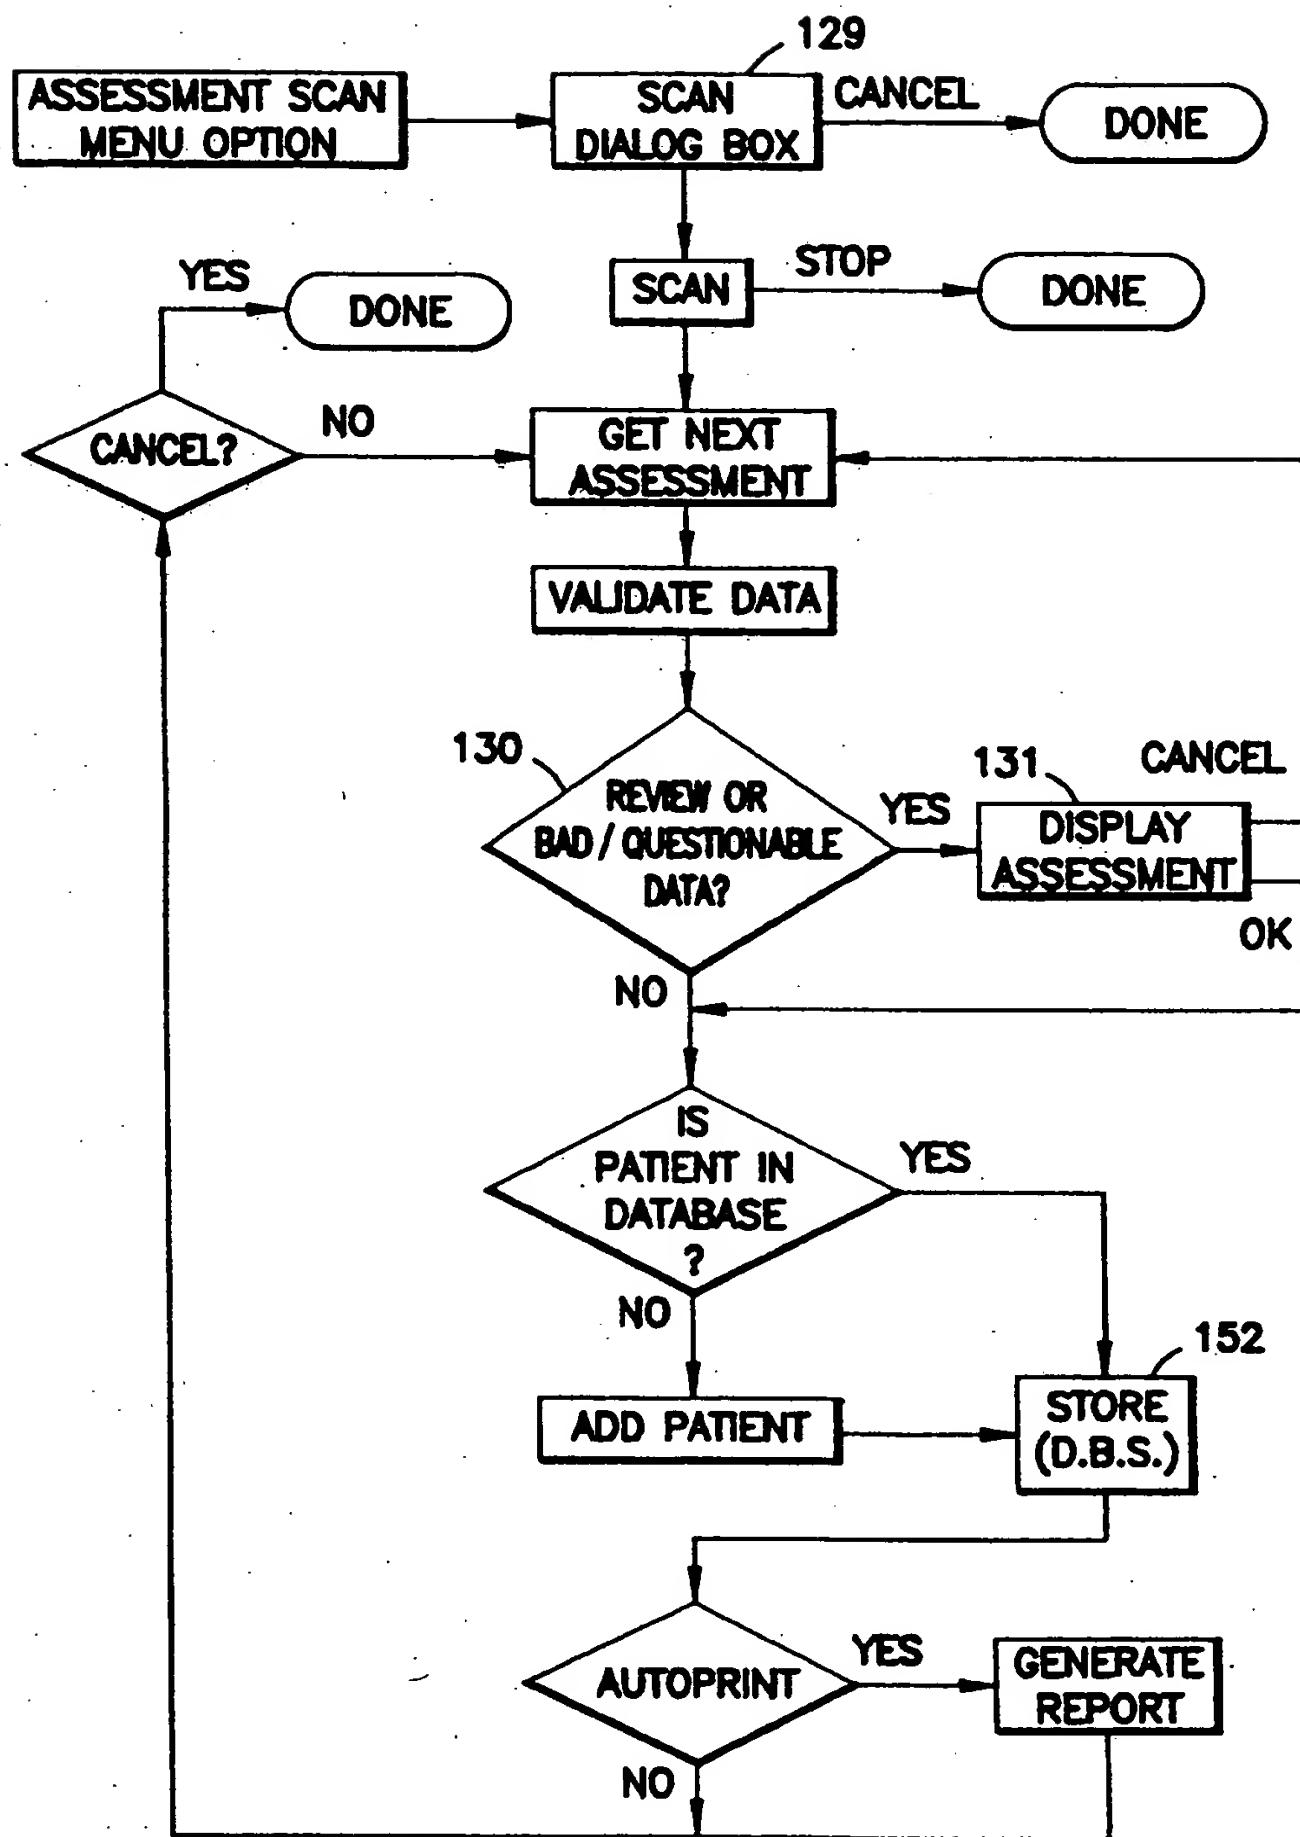 129
ASSESSMENT SCAN
MENU OPTION
SCAN
DIALOG BOX
CANCEL
DONE
YES
DONE
SCAN
STOP
DONE
CANCEL?
NO
GET NEXT
ASSESSMENT
VALIDATE DATA
130
REVIEW OR
BAD / QUESTIONABLE
DATA?
YES
131
DISPLAY
ASSESSMENT
CANCEL
OK
NO
IS
PATIENT IN
DATABASE
?
YES
NO
ADD PATIENT
152
STORE
(D.B.S.)
AUTOPRINT
YES
GENERATE
REPORT
NO